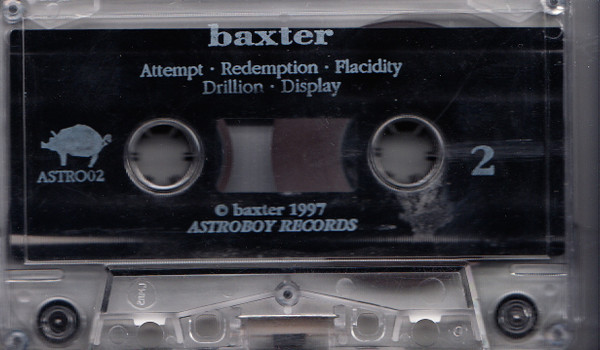 baxter
Attempt · Redemption · Flacidity
Drillion · Display
ASTRO02
2
© baxter 1997
ASTROBOY RECORDS